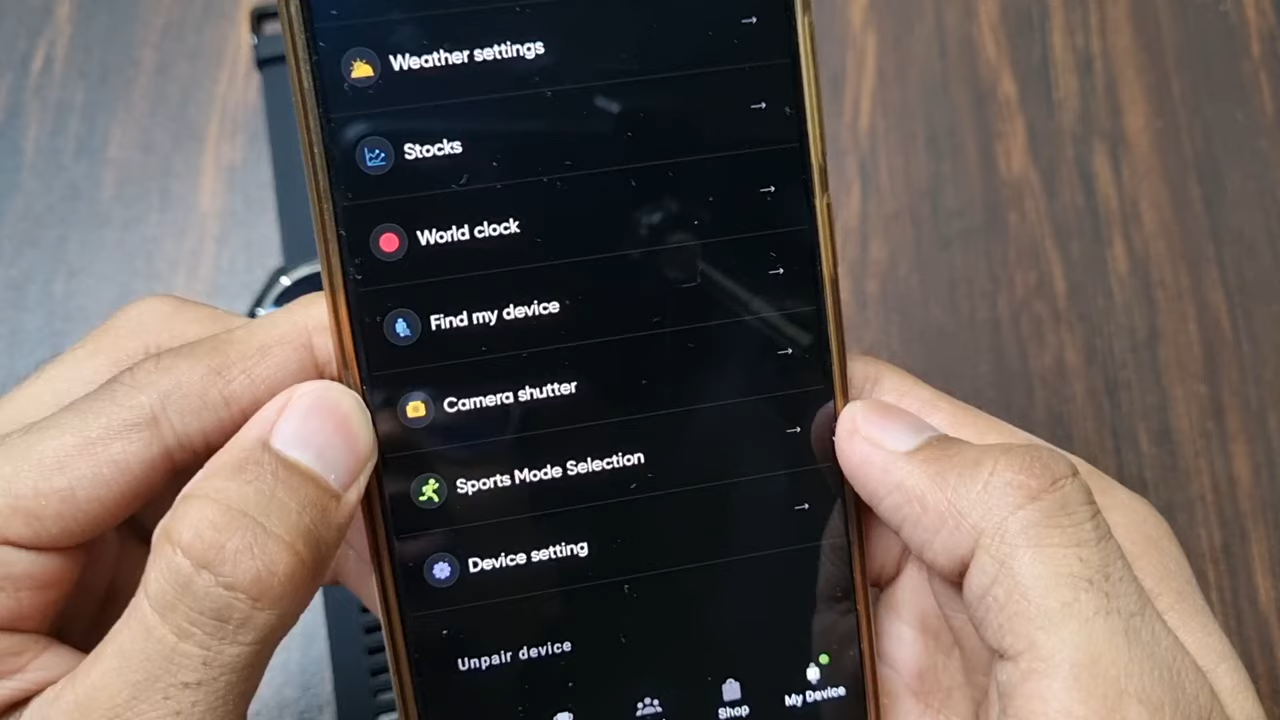 Weather settings
Stocks
World clock
Find my device
Camera shutter
Sports Mode Selection
Device setting
Unpair device
Shop
My Device